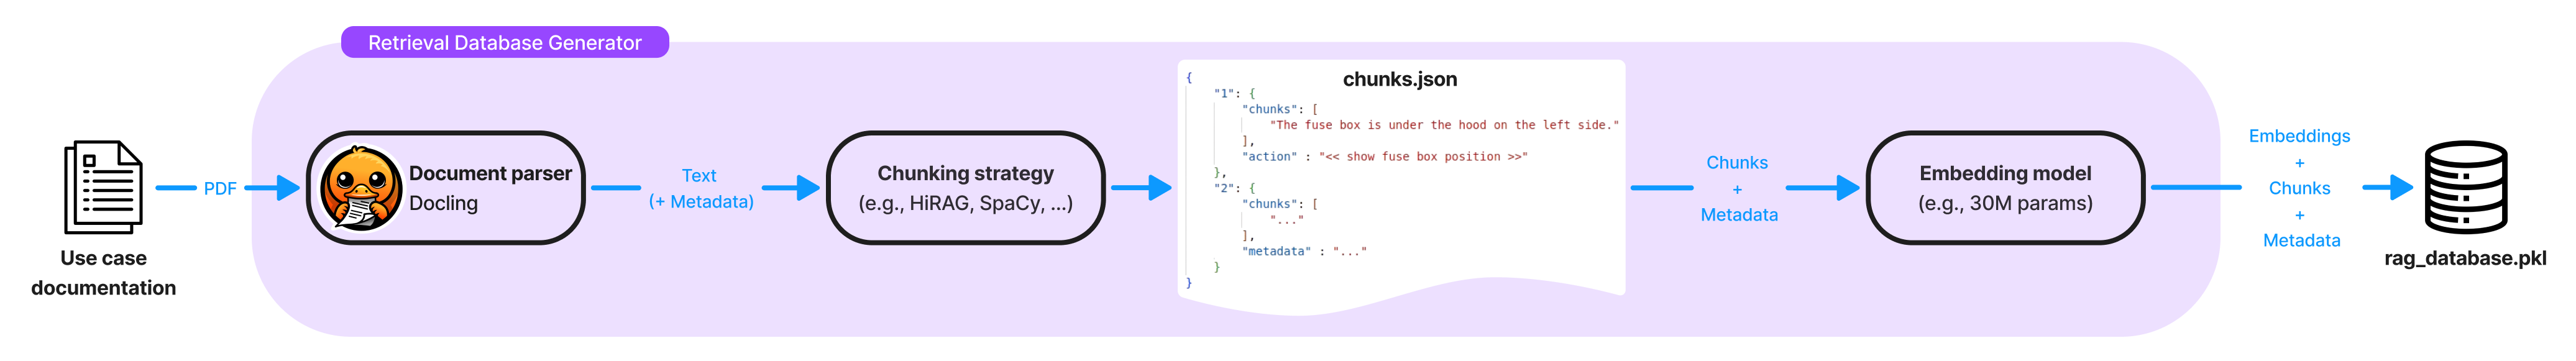 Retrieval Database Generator
Use case
documentation
PDF
Document parser
Docling
Text
(+ Metadata)
Chunking strategy
(e.g., HiRAG, SpaCy, ...)
chunks.json
{
"1": {
"chunks": [
"The fuse box is under the hood on the left side."
],
"action" : "<< show fuse box position >>"
},
"2": {
"chunks": [
"..."
],
"metadata" : "..."
}
}
Chunks
+
Metadata
Embedding model
(e.g., 30M params)
Embeddings
+
Chunks
+
Metadata
rag_database.pkl